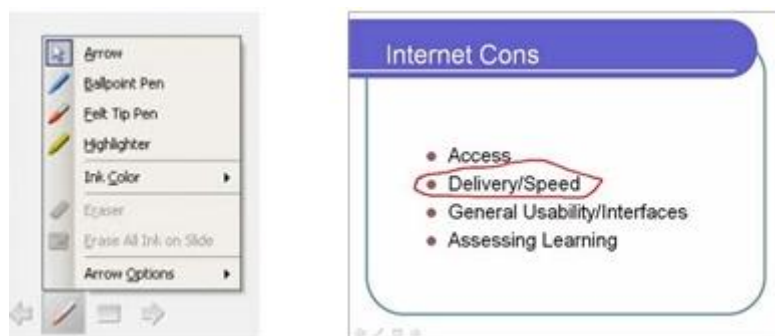 Arrow
Ballpoint Pen
Felt Tip Pen
Highlighter
Ink Color
Eraser
Erase All Ink on Slide
Arrow Options
Internet Cons
Access
Delivery/Speed
General Usability/Interfaces
Assessing Learning